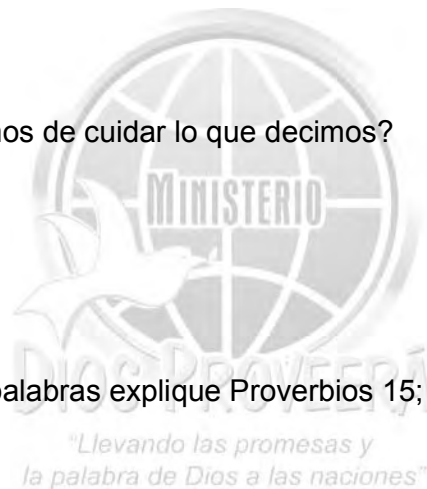 nos de cuidar lo que decimos?
MINISTERIO
DIOS PROVEERÁ
palabras explique Proverbios 15;
"Llevando las promesas y
la palabra de Dios a las naciones"